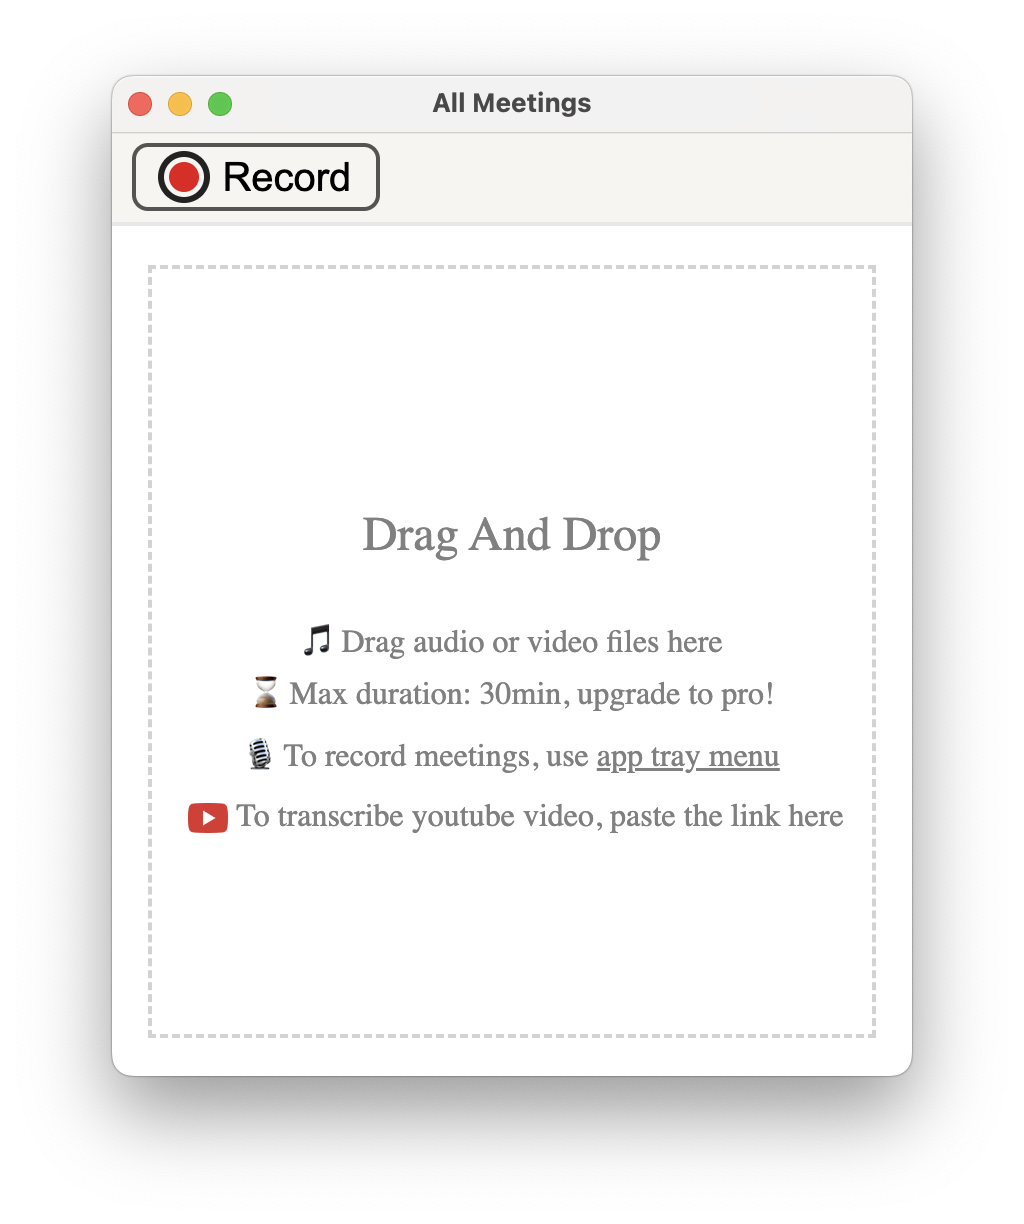 All Meetings
Record
Drag And Drop
🎵 Drag audio or video files here
⏳ Max duration: 30min, upgrade to pro!
🎙️ To record meetings, use app tray menu
To transcribe youtube video, paste the link here